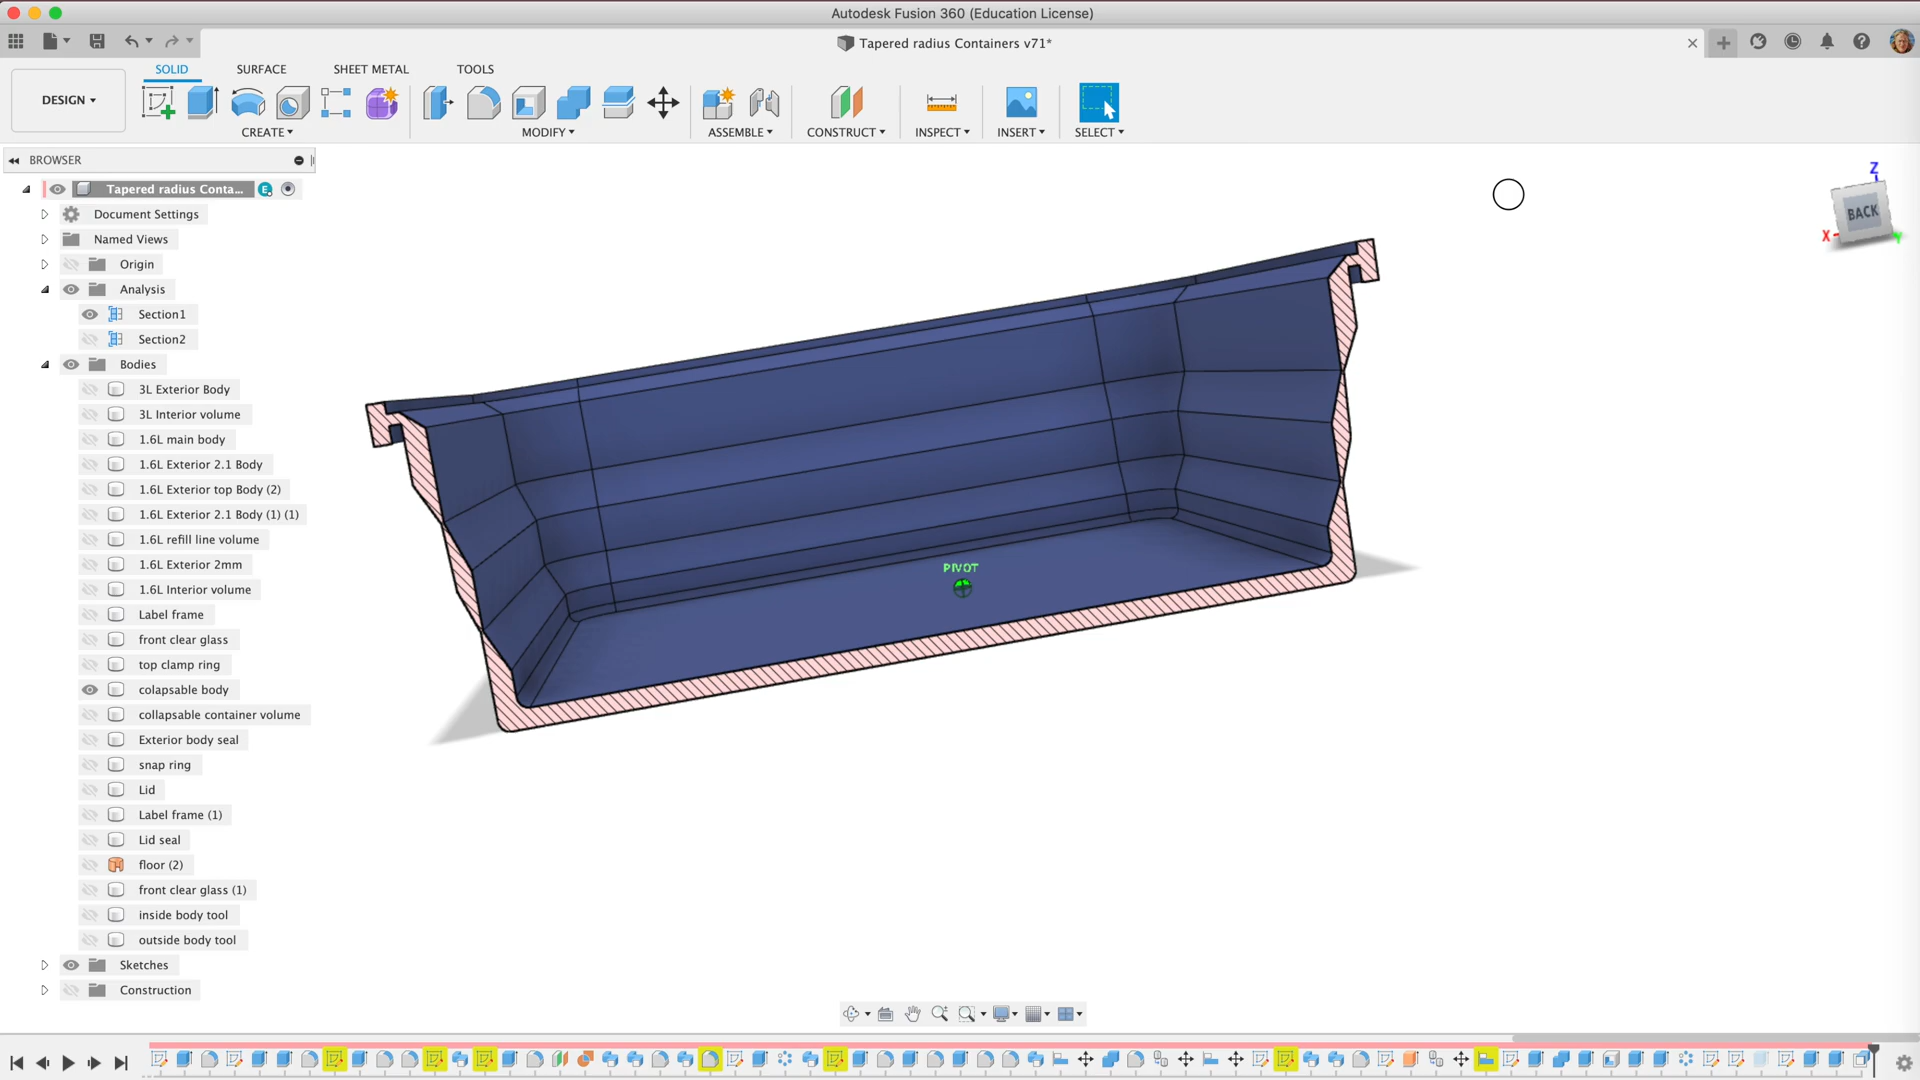 Autodesk Fusion 360 (Education License)
Tapered radius Containers v71*
SOLID
SURFACE
SHEET METAL
TOOLS
DESIGN
CREATE
MODIFY
ASSEMBLE
CONSTRUCT
INSPECT
INSERT
SELECT
BROWSER
Tapered radius Conta...
E
Document Settings
Named Views
Origin
Analysis
Section1
Section2
Bodies
3L Exterior Body
3L Interior volume
1.6L main body
1.6L Exterior 2.1 Body
1.6L Exterior top Body (2)
1.6L Exterior 2.1 Body (1) (1)
1.6L refill line volume
1.6L Exterior 2mm
1.6L Interior volume
Label frame
front clear glass
top clamp ring
colapsable body
collapsable container volume
Exterior body seal
snap ring
Lid
Label frame (1)
Lid seal
floor (2)
front clear glass (1)
inside body tool
outside body tool
Sketches
Construction
PIVOT
Z
BACK
X
Y